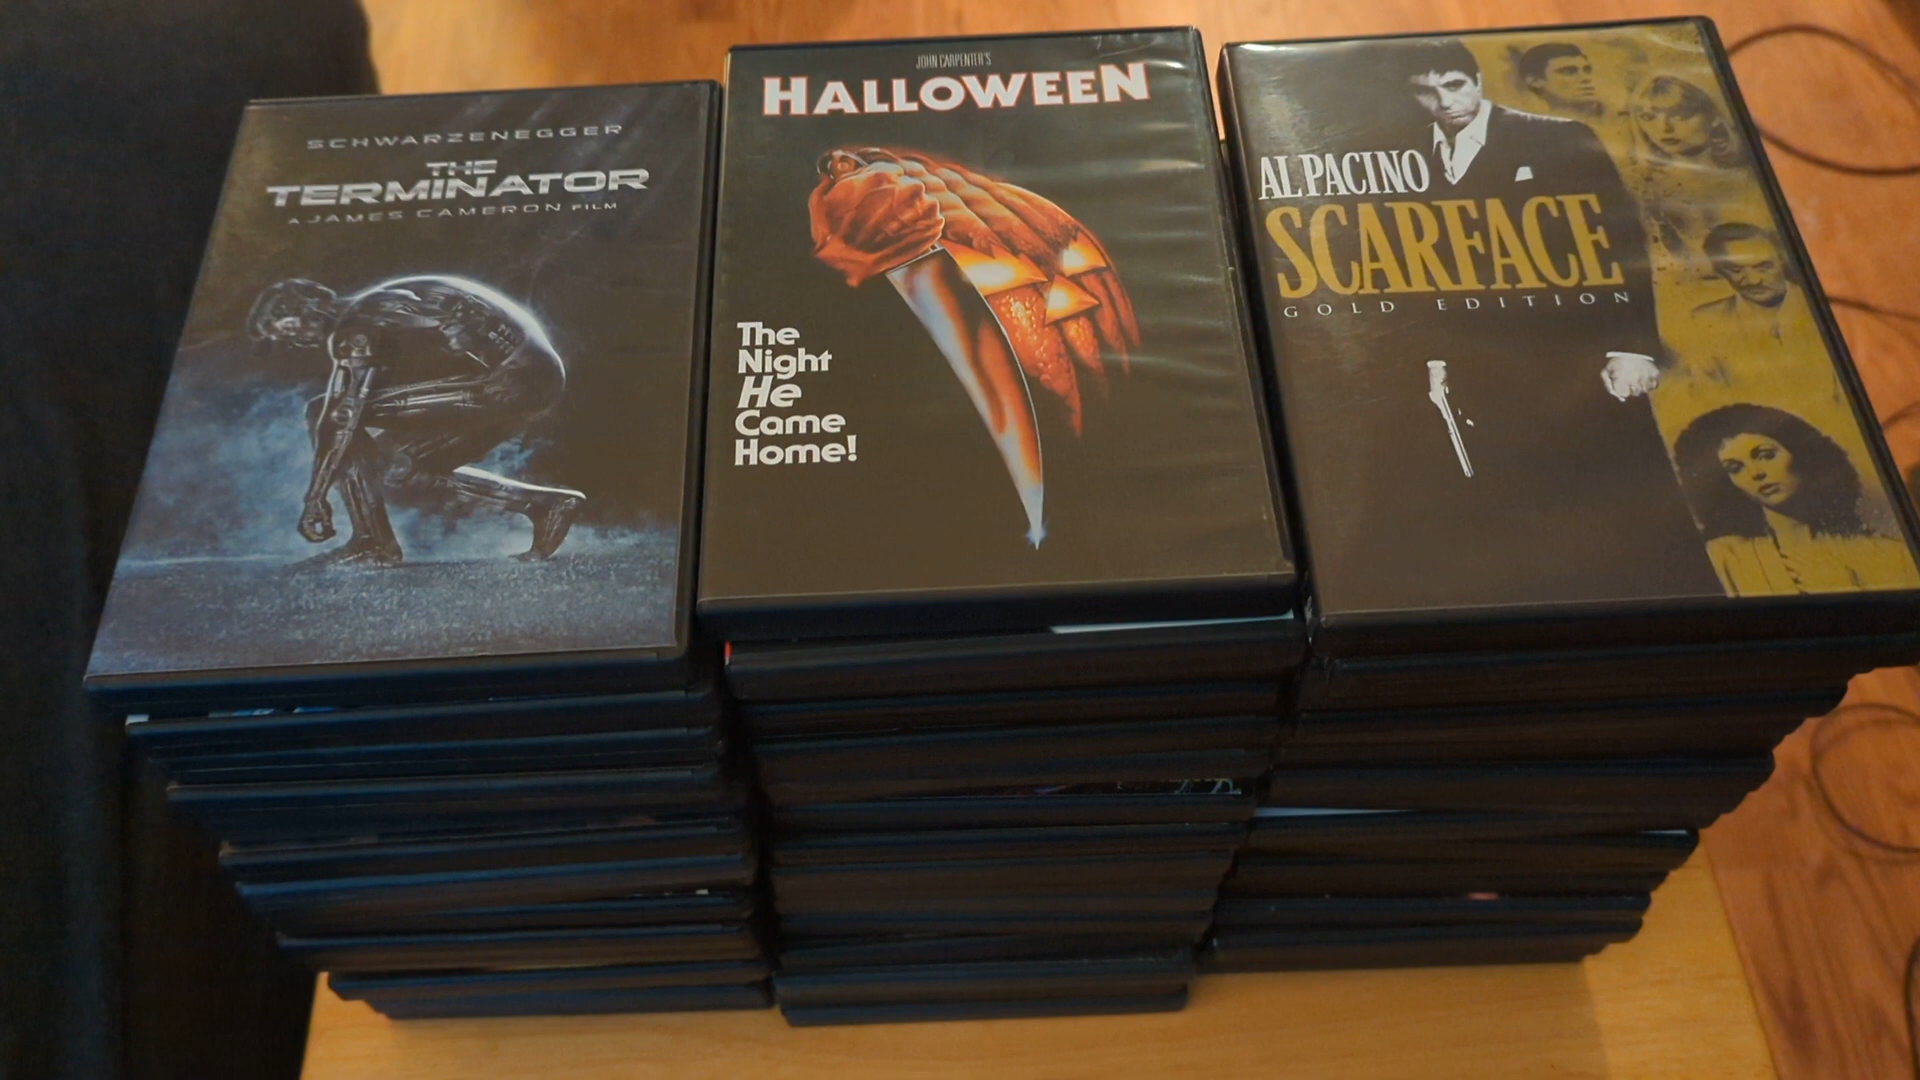 SCHWARZENEGGER
THE
TERMINATOR
A JAMES CAMERON FILM
JOHN CARPENTER'S
HALLOWEEN
The
Night
He
Came
Home!
AL PACINO
SCARFACE
GOLD EDITION